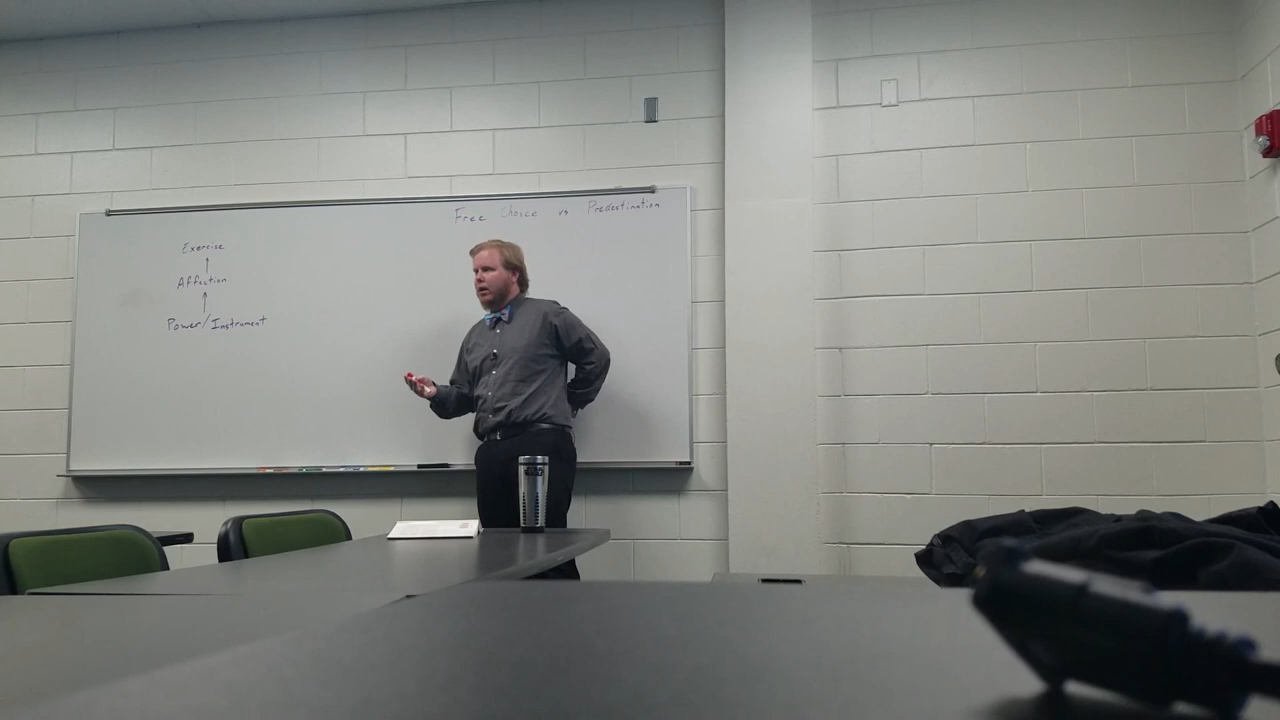 Free Choice vs Predestination
Exercise
Affection
Power/Instrument